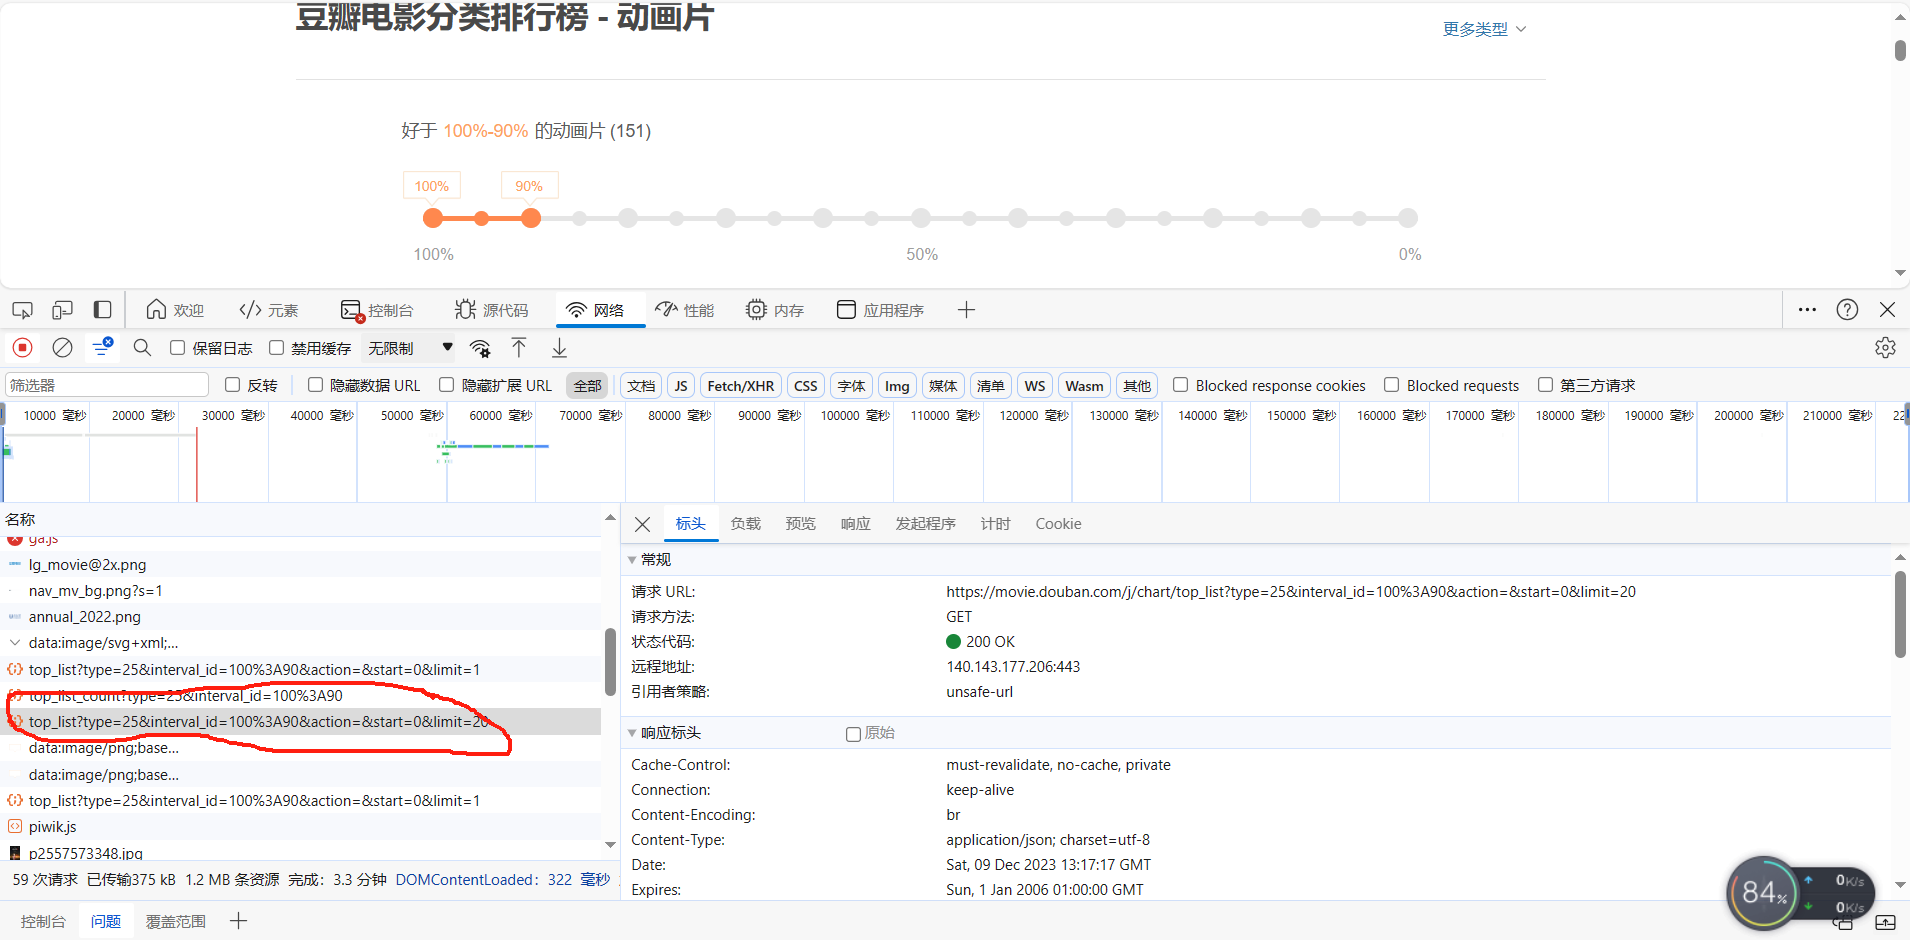 豆瓣电影分类排行榜 - 动画片
更多类型
好于 100%-90% 的动画片 (151)
100% 90%
100% 50% 0%
欢迎 元素 控制台 源代码 网络 性能 内存 应用程序
保留日志 禁用缓存 无限制
筛选器 反转 隐藏数据 URL 隐藏扩展 URL 全部 文档 JS Fetch/XHR CSS 字体 Img 媒体 清单 WS Wasm 其他 Blocked response cookies Blocked requests 第三方请求
10000 毫秒 20000 毫秒 30000 毫秒 40000 毫秒 50000 毫秒 60000 毫秒 70000 毫秒 80000 毫秒 90000 毫秒 100000 毫秒 110000 毫秒 120000 毫秒 130000 毫秒 140000 毫秒 150000 毫秒 160000 毫秒 170000 毫秒 180000 毫秒 190000 毫秒 200000 毫秒 210000 毫秒
名称
ga.js
lg_movie@2x.png
nav_mv_bg.png?s=1
annual_2022.png
data:image/svg+xml;...
top_list?type=25&interval_id=100%3A90&action=&start=0&limit=1
top_list_count?type=25&interval_id=100%3A90
top_list?type=25&interval_id=100%3A90&action=&start=0&limit=20
data:image/png;base...
data:image/png;base...
top_list?type=25&interval_id=100%3A90&action=&start=0&limit=1
piwik.js
p2557573348.jpg
59 次请求 已传输375 kB 1.2 MB 条资源 完成：3.3 分钟 DOMContentLoaded：322 毫秒
标头 负载 预览 响应 发起程序 计时 Cookie
常规
请求 URL: https://movie.douban.com/j/chart/top_list?type=25&interval_id=100%3A90&action=&start=0&limit=20
请求方法: GET
状态代码: 200 OK
远程地址: 140.143.177.206:443
引用者策略: unsafe-url
响应标头 原始
Cache-Control: must-revalidate, no-cache, private
Connection: keep-alive
Content-Encoding: br
Content-Type: application/json; charset=utf-8
Date: Sat, 09 Dec 2023 13:17:17 GMT
Expires: Sun, 1 Jan 2006 01:00:00 GMT
84%
0K/s
0K/s
控制台 问题 覆盖范围